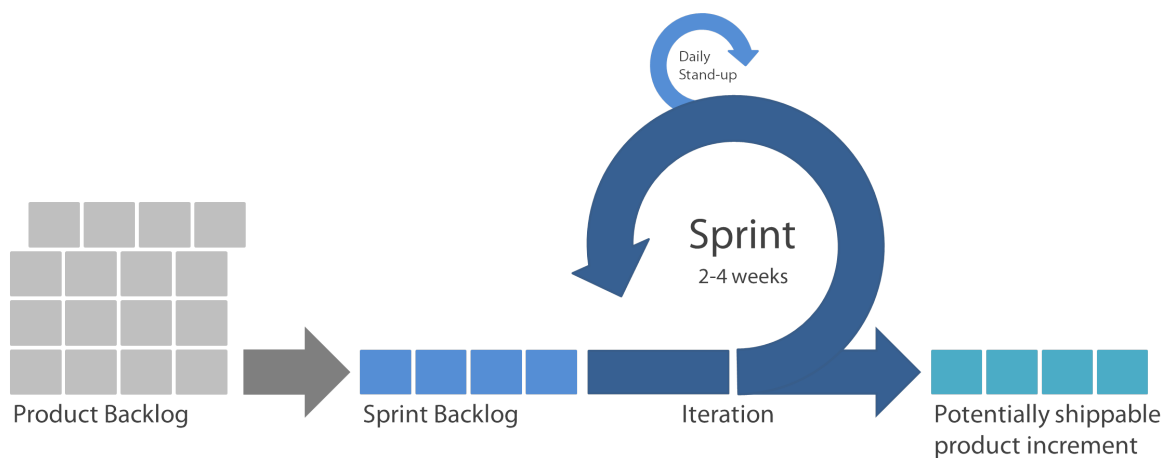 Daily
Stand-up
Sprint
2-4 weeks
Product Backlog
Sprint Backlog
Iteration
Potentially shippable
product increment